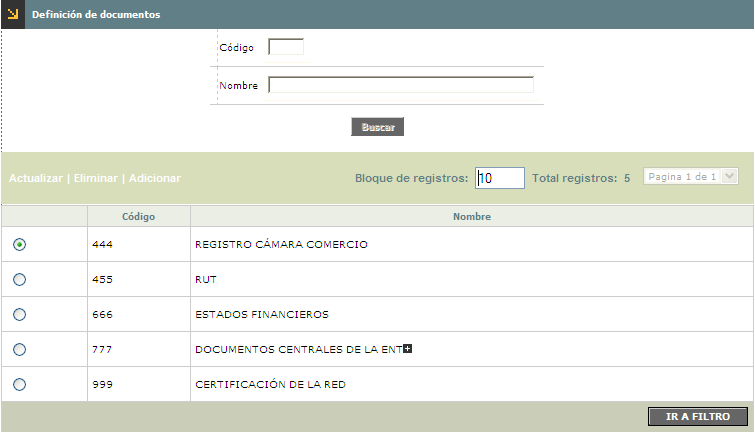 Definición de documentos
Código
Nombre
Buscar
Actualizar | Eliminar | Adicionar Bloque de registros: 10 Total registros: 5 Pagina 1 de 1
Código Nombre
444 REGISTRO CÁMARA COMERCIO
455 RUT
666 ESTADOS FINANCIEROS
777 DOCUMENTOS CENTRALES DE LA ENT
999 CERTIFICACIÓN DE LA RED
IR A FILTRO